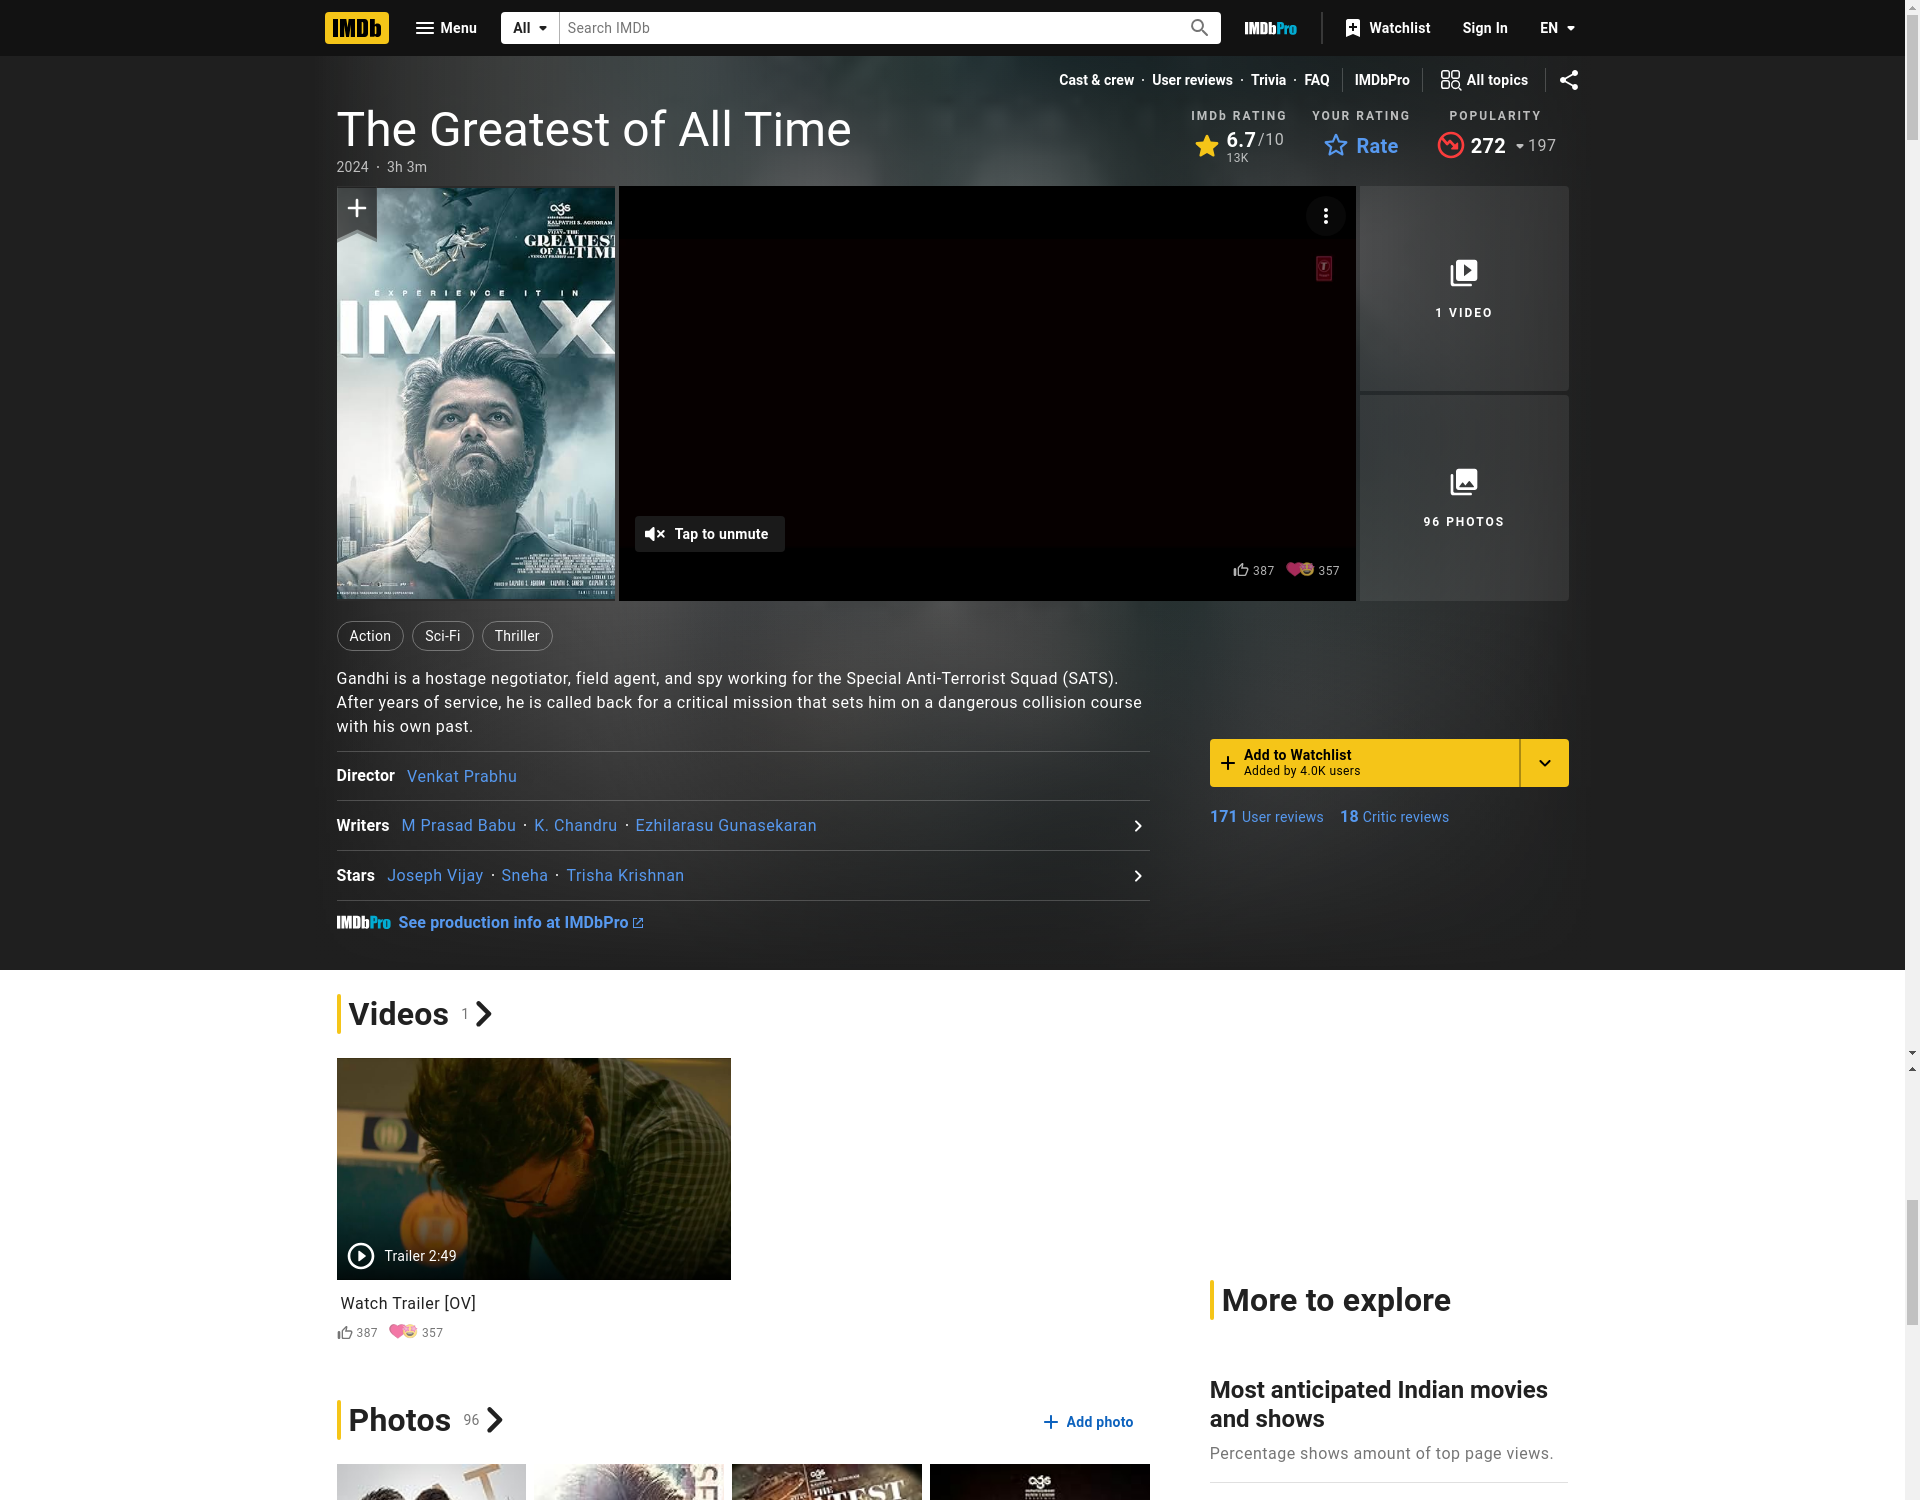 IMDb
Menu
All
Search IMDb
IMDbPro
Watchlist
Sign In
EN
Cast & crew · User reviews · Trivia · FAQ
IMDbPro
All topics
The Greatest of All Time
2024 · 3h 3m
IMDb RATING
6.7/10
13K
YOUR RATING
Rate
POPULARITY
272
197
ags
KALPATHI S. AGHORAM
GREATEST
OF ALL TIME
EXPERIENCE IT IN
IMAX
Tap to unmute
387
357
1 VIDEO
96 PHOTOS
Action
Sci-Fi
Thriller
Gandhi is a hostage negotiator, field agent, and spy working for the Special Anti-Terrorist Squad (SATS).
After years of service, he is called back for a critical mission that sets him on a dangerous collision course
with his own past.
Director Venkat Prabhu
Writers M Prasad Babu · K. Chandru · Ezhilarasu Gunasekaran
Stars Joseph Vijay · Sneha · Trisha Krishnan
IMDbPro See production info at IMDbPro
Add to Watchlist
Added by 4.0K users
171 User reviews
18 Critic reviews
Videos 1
Trailer 2:49
Watch Trailer [OV]
387
357
Photos 96
Add photo
More to explore
Most anticipated Indian movies
and shows
Percentage shows amount of top page views.
ags
THE
ags